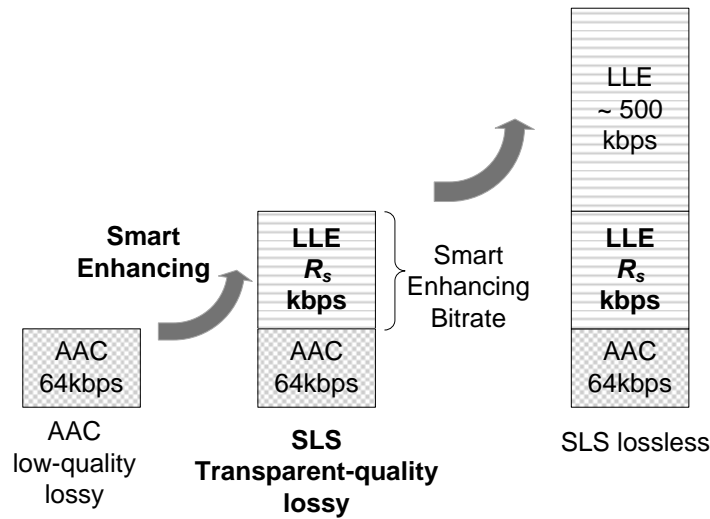 AAC
64kbps
AAC
low-quality
lossy
Smart
Enhancing
LLE
Rs
kbps
AAC
64kbps
SLS
Transparent-quality
lossy
Smart
Enhancing
Bitrate
LLE
~ 500
kbps
LLE
Rs
kbps
AAC
64kbps
SLS lossless